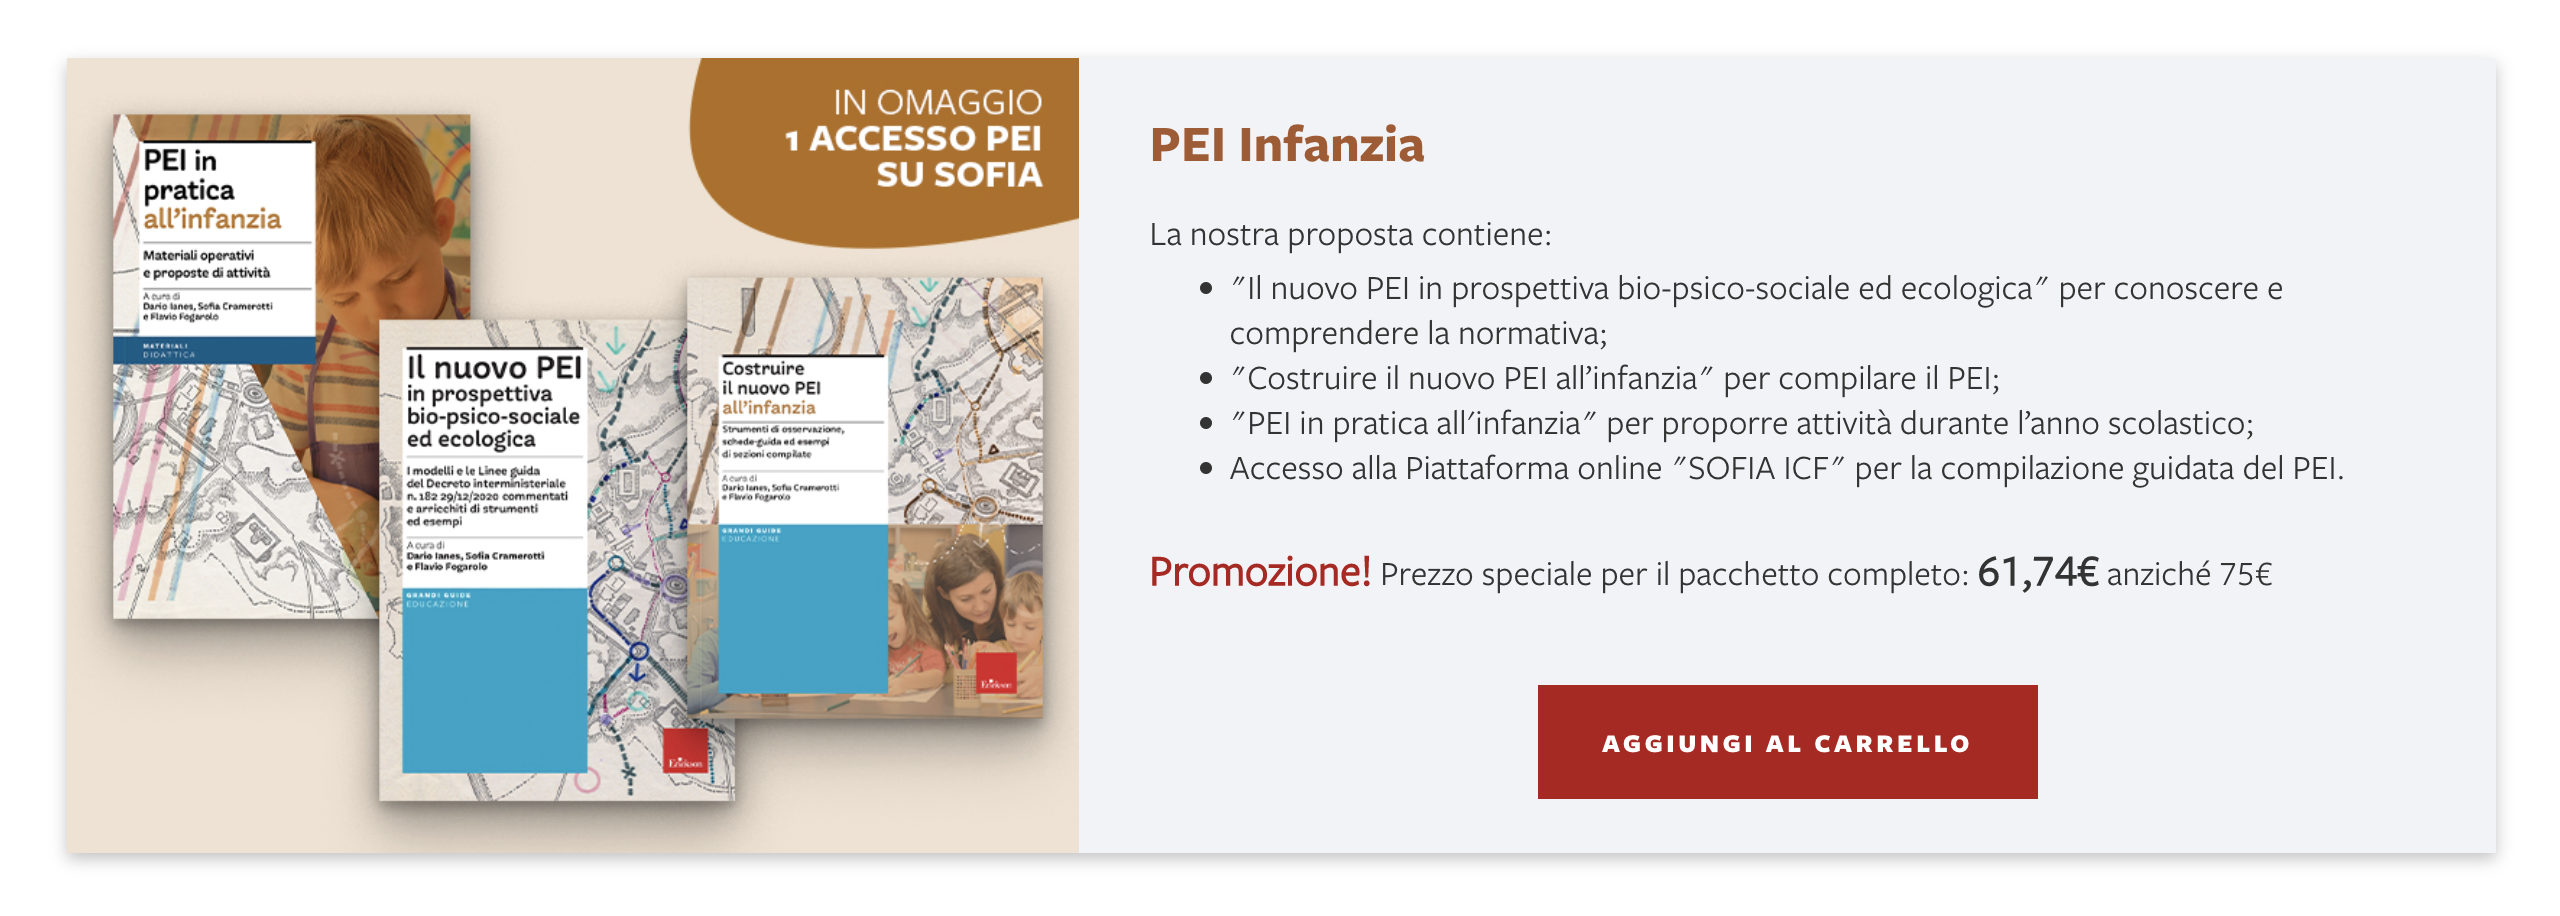 IN OMAGGIO
1 ACCESSO PEI
SU SOFIA
PEI in
pratica
all'infanzia
Materiali operativi
e proposte di attività
A cura di
Dario Ianes, Sofia Cramerotti
e Flavio Fogarolo
MATERIALI
DIDATTICA
Il nuovo PEI
in prospettiva
bio-psico-sociale
ed ecologica
I modelli e le Linee guida
del Decreto interministeriale
n. 182 29/12/2020 commentati
e arricchiti di strumenti
ed esempi
A cura di
Dario Ianes, Sofia Cramerotti
e Flavio Fogarolo
GRANDI GUIDE
EDUCAZIONE
Erickson
Costruire
il nuovo PEI
all'infanzia
Strumenti di osservazione,
schede-guida ed esempi
di sezioni compilate
A cura di
Dario Ianes, Sofia Cramerotti
e Flavio Fogarolo
GRANDI GUIDE
EDUCAZIONE
Erickson
PEI Infanzia
La nostra proposta contiene:
• "Il nuovo PEI in prospettiva bio-psico-sociale ed ecologica" per conoscere e
comprendere la normativa;
• "Costruire il nuovo PEI all'infanzia" per compilare il PEI;
• "PEI in pratica all'infanzia" per proporre attività durante l'anno scolastico;
• Accesso alla Piattaforma online "SOFIA ICF" per la compilazione guidata del PEI.
Promozione! Prezzo speciale per il pacchetto completo: 61,74€ anziché 75€
AGGIUNGI AL CARRELLO